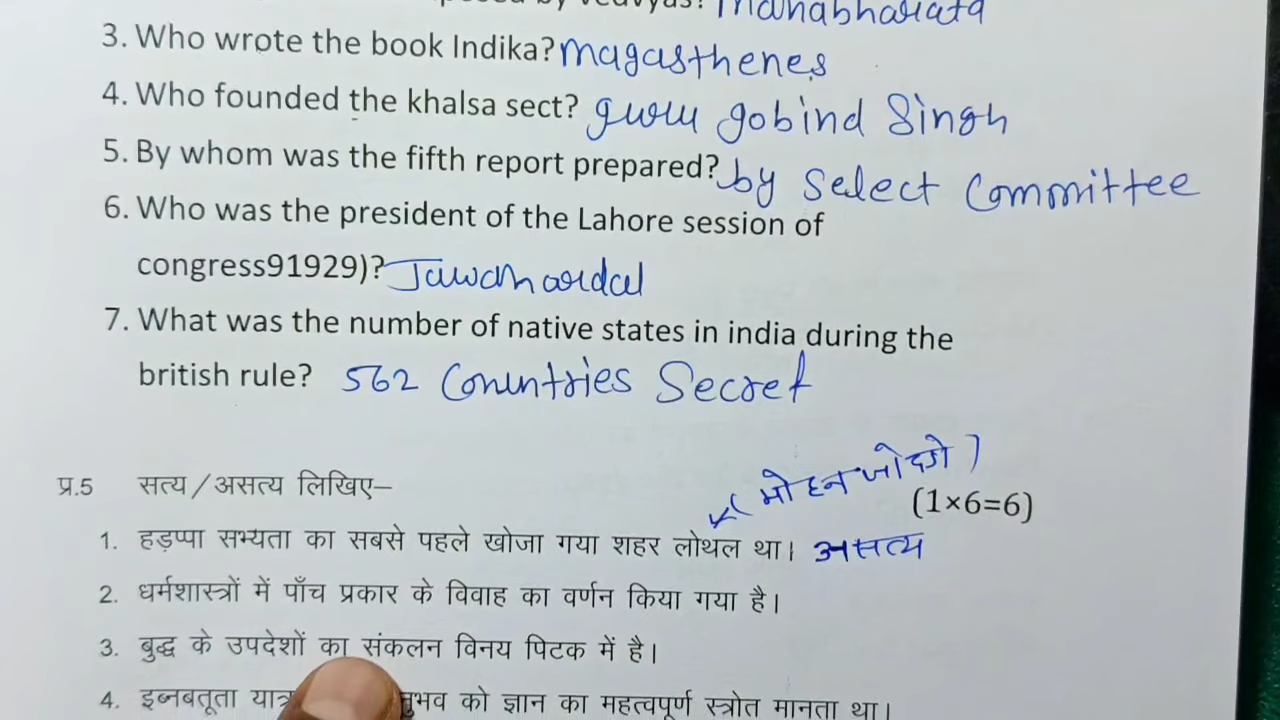 by vedvyas? Mahabharata
3. Who wrote the book Indika? Magasthenes
4. Who founded the khalsa sect? guru gobind Singh
5. By whom was the fifth report prepared? by Select Committee
6. Who was the president of the Lahore session of
congress91929)? Jawaharlal
7. What was the number of native states in india during the
british rule? 562 Countries Secret
(मोहनजोदड़ो)
प्र.5 सत्य/असत्य लिखिए– (1×6=6)
1. हड़प्पा सभ्यता का सबसे पहले खोजा गया शहर लोथल था। असत्य
2. धर्मशास्त्रों में पाँच प्रकार के विवाह का वर्णन किया गया है।
3. बुद्ध के उपदेशों का संकलन विनय पिटक में है।
4. इब्नबतूता को ज्ञान का महत्वपूर्ण स्त्रोत मानता था।